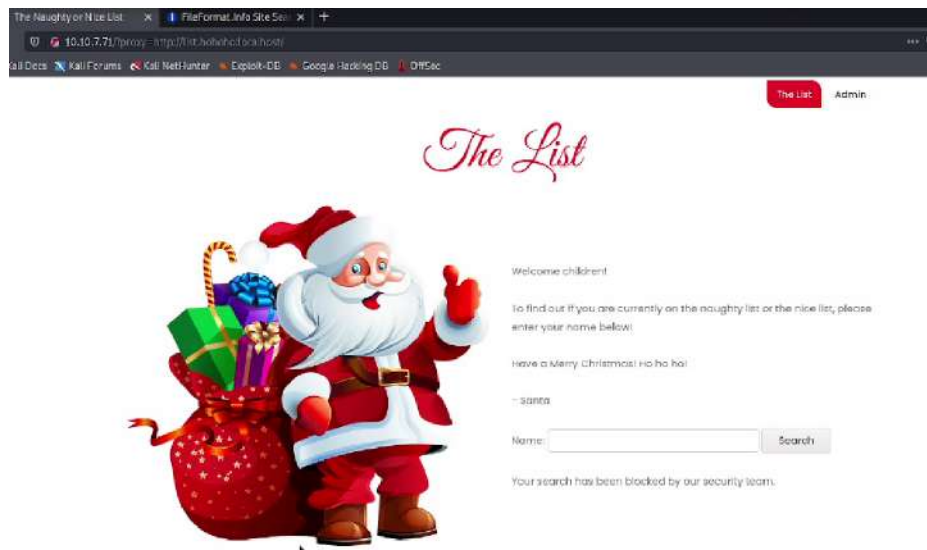 The Naughty or Nice List
FileFormat.Info Site Sea
10.10.7.71/?proxy=http://list.hohoho
Kali Docs Kali Forums Kali NetHunter Exploit-DB Google Hacking DB OffSec
The List Admin
The List
Welcome children!
To find out if you are currently on the naughty list or the nice list, please
enter your name below!
Have a Merry Christmas! Ho ho ho!
- Santa
Name: Search
Your search has been blocked by our security team.